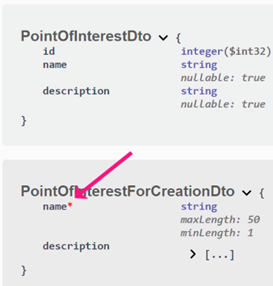 PointOfInterestDto {
id integer($int32)
name string
nullable: true
description string
nullable: true
}
PointOfInterestForCreationDto {
name* string
maxLength: 50
minLength: 1
description [...]
}